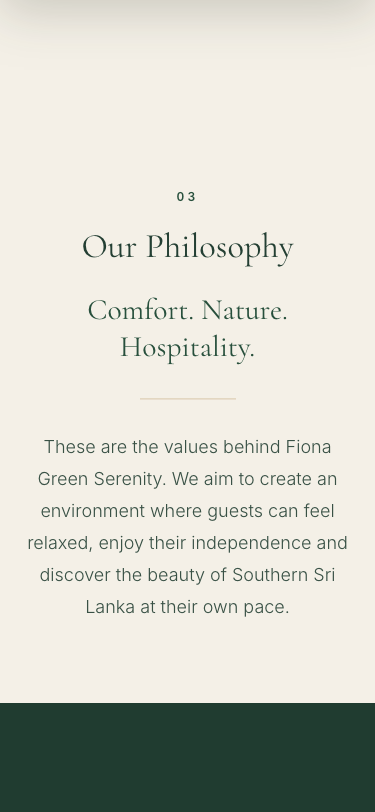 03
Our Philosophy
Comfort. Nature.
Hospitality.
These are the values behind Fiona
Green Serenity. We aim to create an
environment where guests can feel
relaxed, enjoy their independence and
discover the beauty of Southern Sri
Lanka at their own pace.